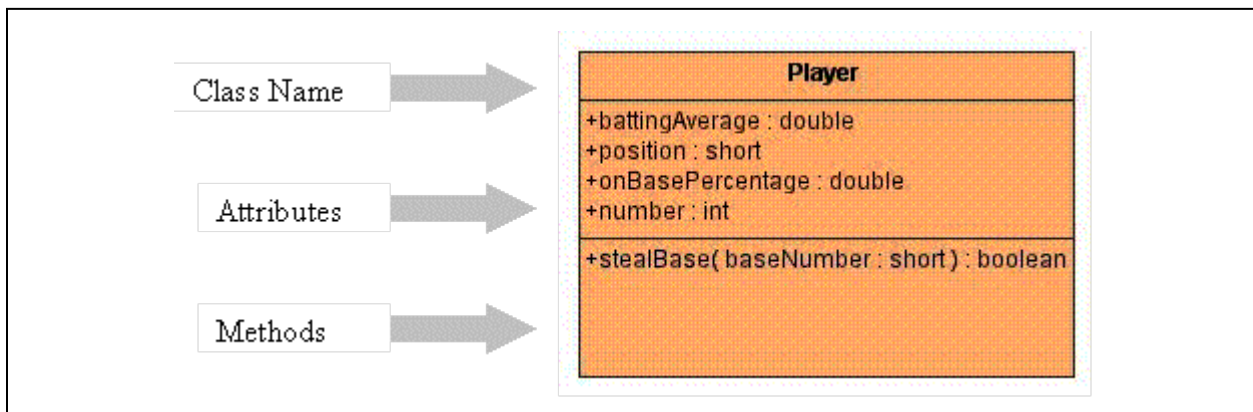 Class Name
Attributes
Methods
Player
+battingAverage : double
+position : short
+onBasePercentage : double
+number : int
+stealBase( baseNumber : short ) : boolean